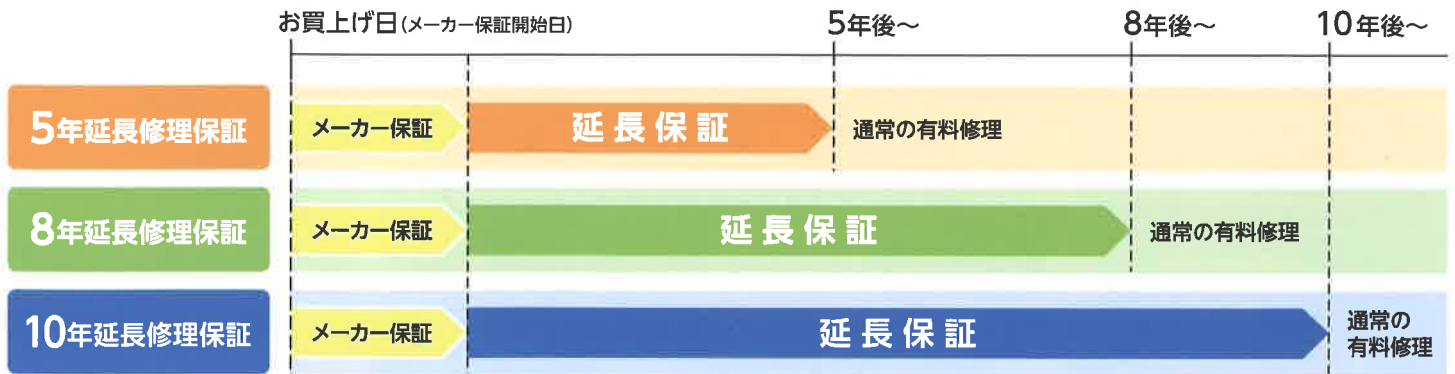 お買上げ日(メーカー保証開始日) 5年後～ 8年後～ 10年後～
5年延長修理保証 メーカー保証 延長保証 通常の有料修理
8年延長修理保証 メーカー保証 延長保証 通常の有料修理
10年延長修理保証 メーカー保証 延長保証 通常の
有料修理